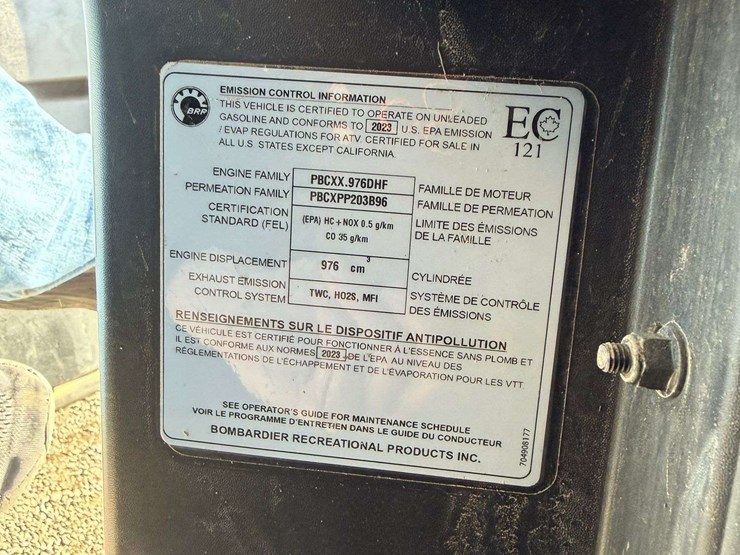 BRP
EMISSION CONTROL INFORMATION
THIS VEHICLE IS CERTIFIED TO OPERATE ON UNLEADED
GASOLINE AND CONFORMS TO 2023 U.S. EPA EMISSION
/ EVAP REGULATIONS FOR ATV. CERTIFIED FOR SALE IN
ALL U.S. STATES EXCEPT CALIFORNIA.
EC
121
ENGINE FAMILY PBCXX.976DHF FAMILLE DE MOTEUR
PERMEATION FAMILY PBCXPP203B96 FAMILLE DE PERMEATION
CERTIFICATION (EPA) HC + NOX 0.5 g/km LIMITE DES ÉMISSIONS
STANDARD (FEL) CO 35 g/km DE LA FAMILLE
ENGINE DISPLACEMENT 976 cm³ CYLINDRÉE
EXHAUST EMISSION TWC, HO2S, MFI SYSTÈME DE CONTRÔLE
CONTROL SYSTEM DES ÉMISSIONS
RENSEIGNEMENTS SUR LE DISPOSITIF ANTIPOLLUTION
CE VÉHICULE EST CERTIFIÉ POUR FONCTIONNER À L'ESSENCE SANS PLOMB ET
IL EST CONFORME AUX NORMES 2023 DE L'EPA AU NIVEAU DES
RÉGLEMENTATIONS DE L'ÉCHAPPEMENT ET DE L'ÉVAPORATION POUR LES VTT
SEE OPERATOR'S GUIDE FOR MAINTENANCE SCHEDULE
VOIR LE PROGRAMME D'ENTRETIEN DANS LE GUIDE DU CONDUCTEUR
BOMBARDIER RECREATIONAL PRODUCTS INC.
704908177